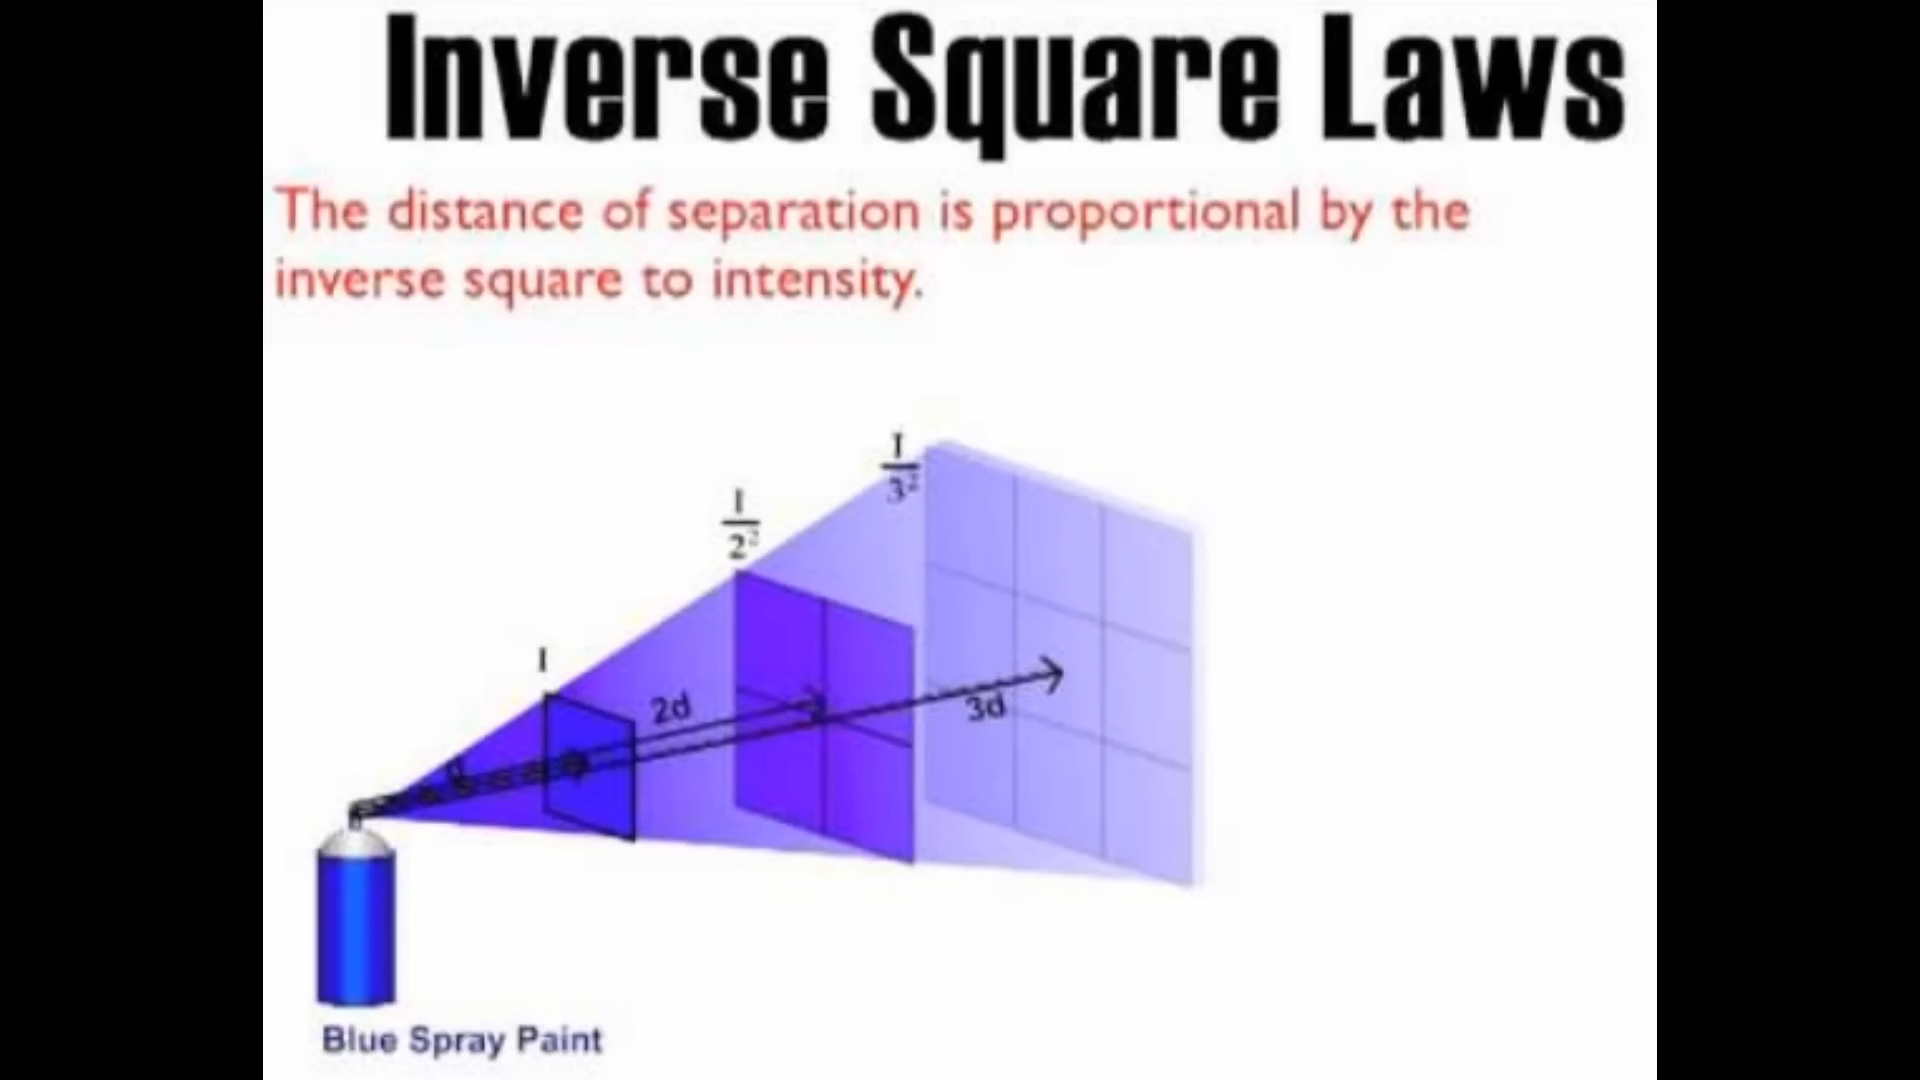 Inverse Square Laws
The distance of separation is proportional by the
inverse square to intensity.
1
1/2²
1/3²
d
2d
3d
Blue Spray Paint